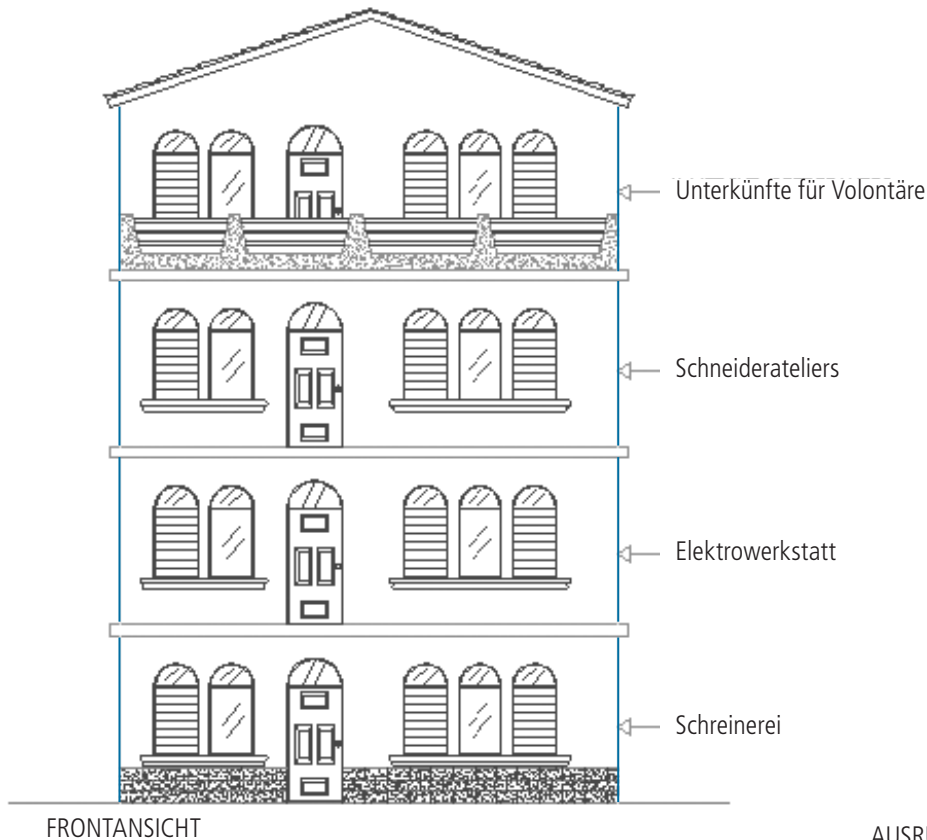 Unterkünfte für Volontäre
Schneiderateliers
Elektrowerkstatt
Schreinerei
FRONTANSICHT